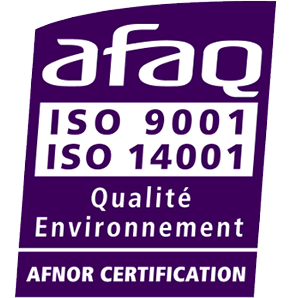 afaq
ISO 9001
ISO 14001
Qualité
Environnement
AFNOR CERTIFICATION